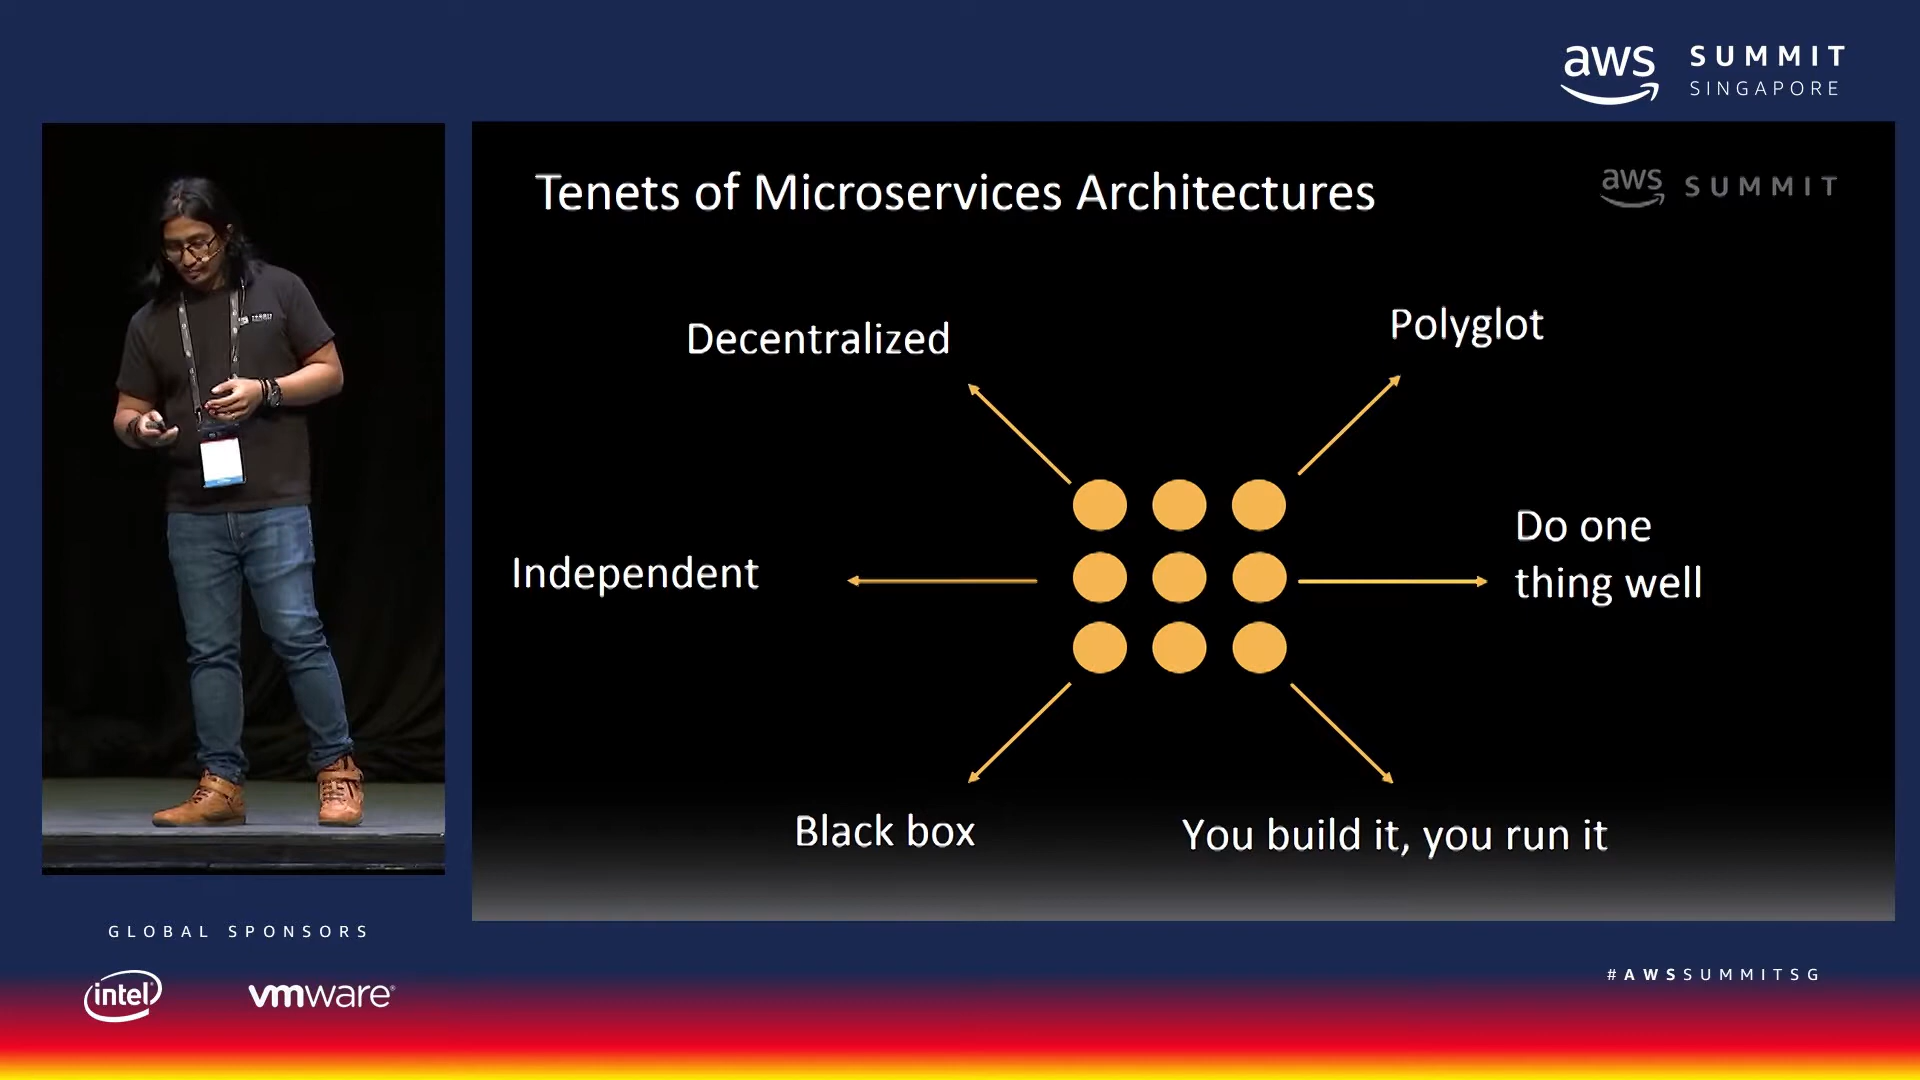 aws SUMMIT
SINGAPORE
Tenets of Microservices Architectures
aws SUMMIT
Decentralized
Polyglot
Independent
Do one
thing well
Black box
You build it, you run it
GLOBAL SPONSORS
intel
vmware®
#AWSSUMMITSG